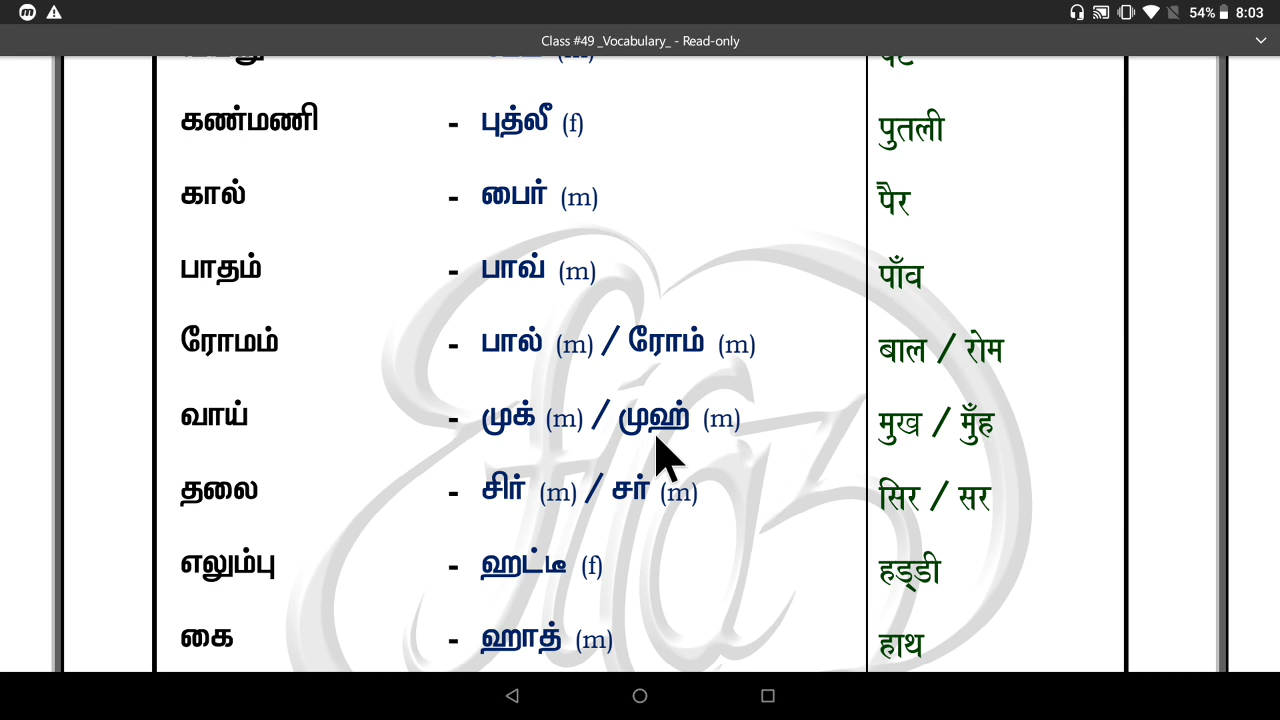 54% 8:03
Class #49 _Vocabulary_ - Read-only
கண்மணி - புத்லீ (f) पुतली
கால் - பைர் (m) पैर
பாதம் - பாவ் (m) पाँव
ரோமம் - பால் (m) / ரோம் (m) बाल / रोम
வாய் - முக் (m) / முஹ் (m) मुख / मुँह
தலை - சிர் (m) / சர் (m) सिर / सर
எலும்பு - ஹட்டீ (f) हड्डी
கை - ஹாத் (m) हाथ